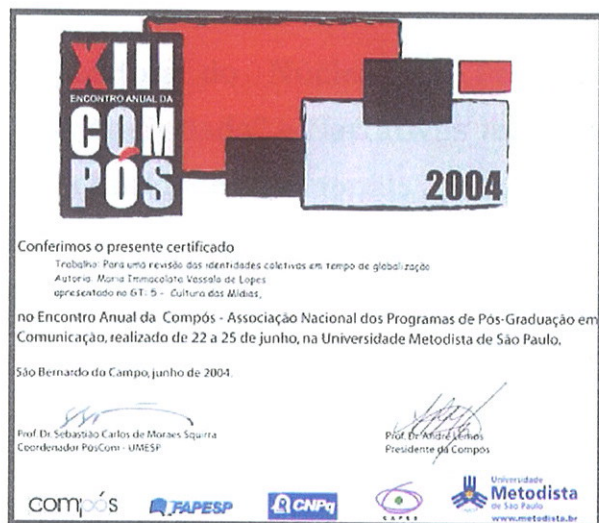 XIII
ENCONTRO ANUAL DA
COM
PÓS
2004
Conferimos o presente certificado
Trabalho: Para uma revisão das identidades coletivas em tempo de globalização
Autoria: Maria Immacolata Vassalo de Lopes
apresentado no GT: 5 - Cultura das Mídias,
no Encontro Anual da Compós - Associação Nacional dos Programas de Pós-Graduação em
Comunicação, realizado de 22 a 25 de junho, na Universidade Metodista de São Paulo.
São Bernardo do Campo, junho de 2004.
Prof. Dr. Sebastião Carlos de Moraes Squirra
Coordenador PósCom - UMESP
Prof. Dr. André Lemos
Presidente da Compós
compós
FAPESP
CNPq
CAPES
Universidade
Metodista
de São Paulo
www.metodista.br